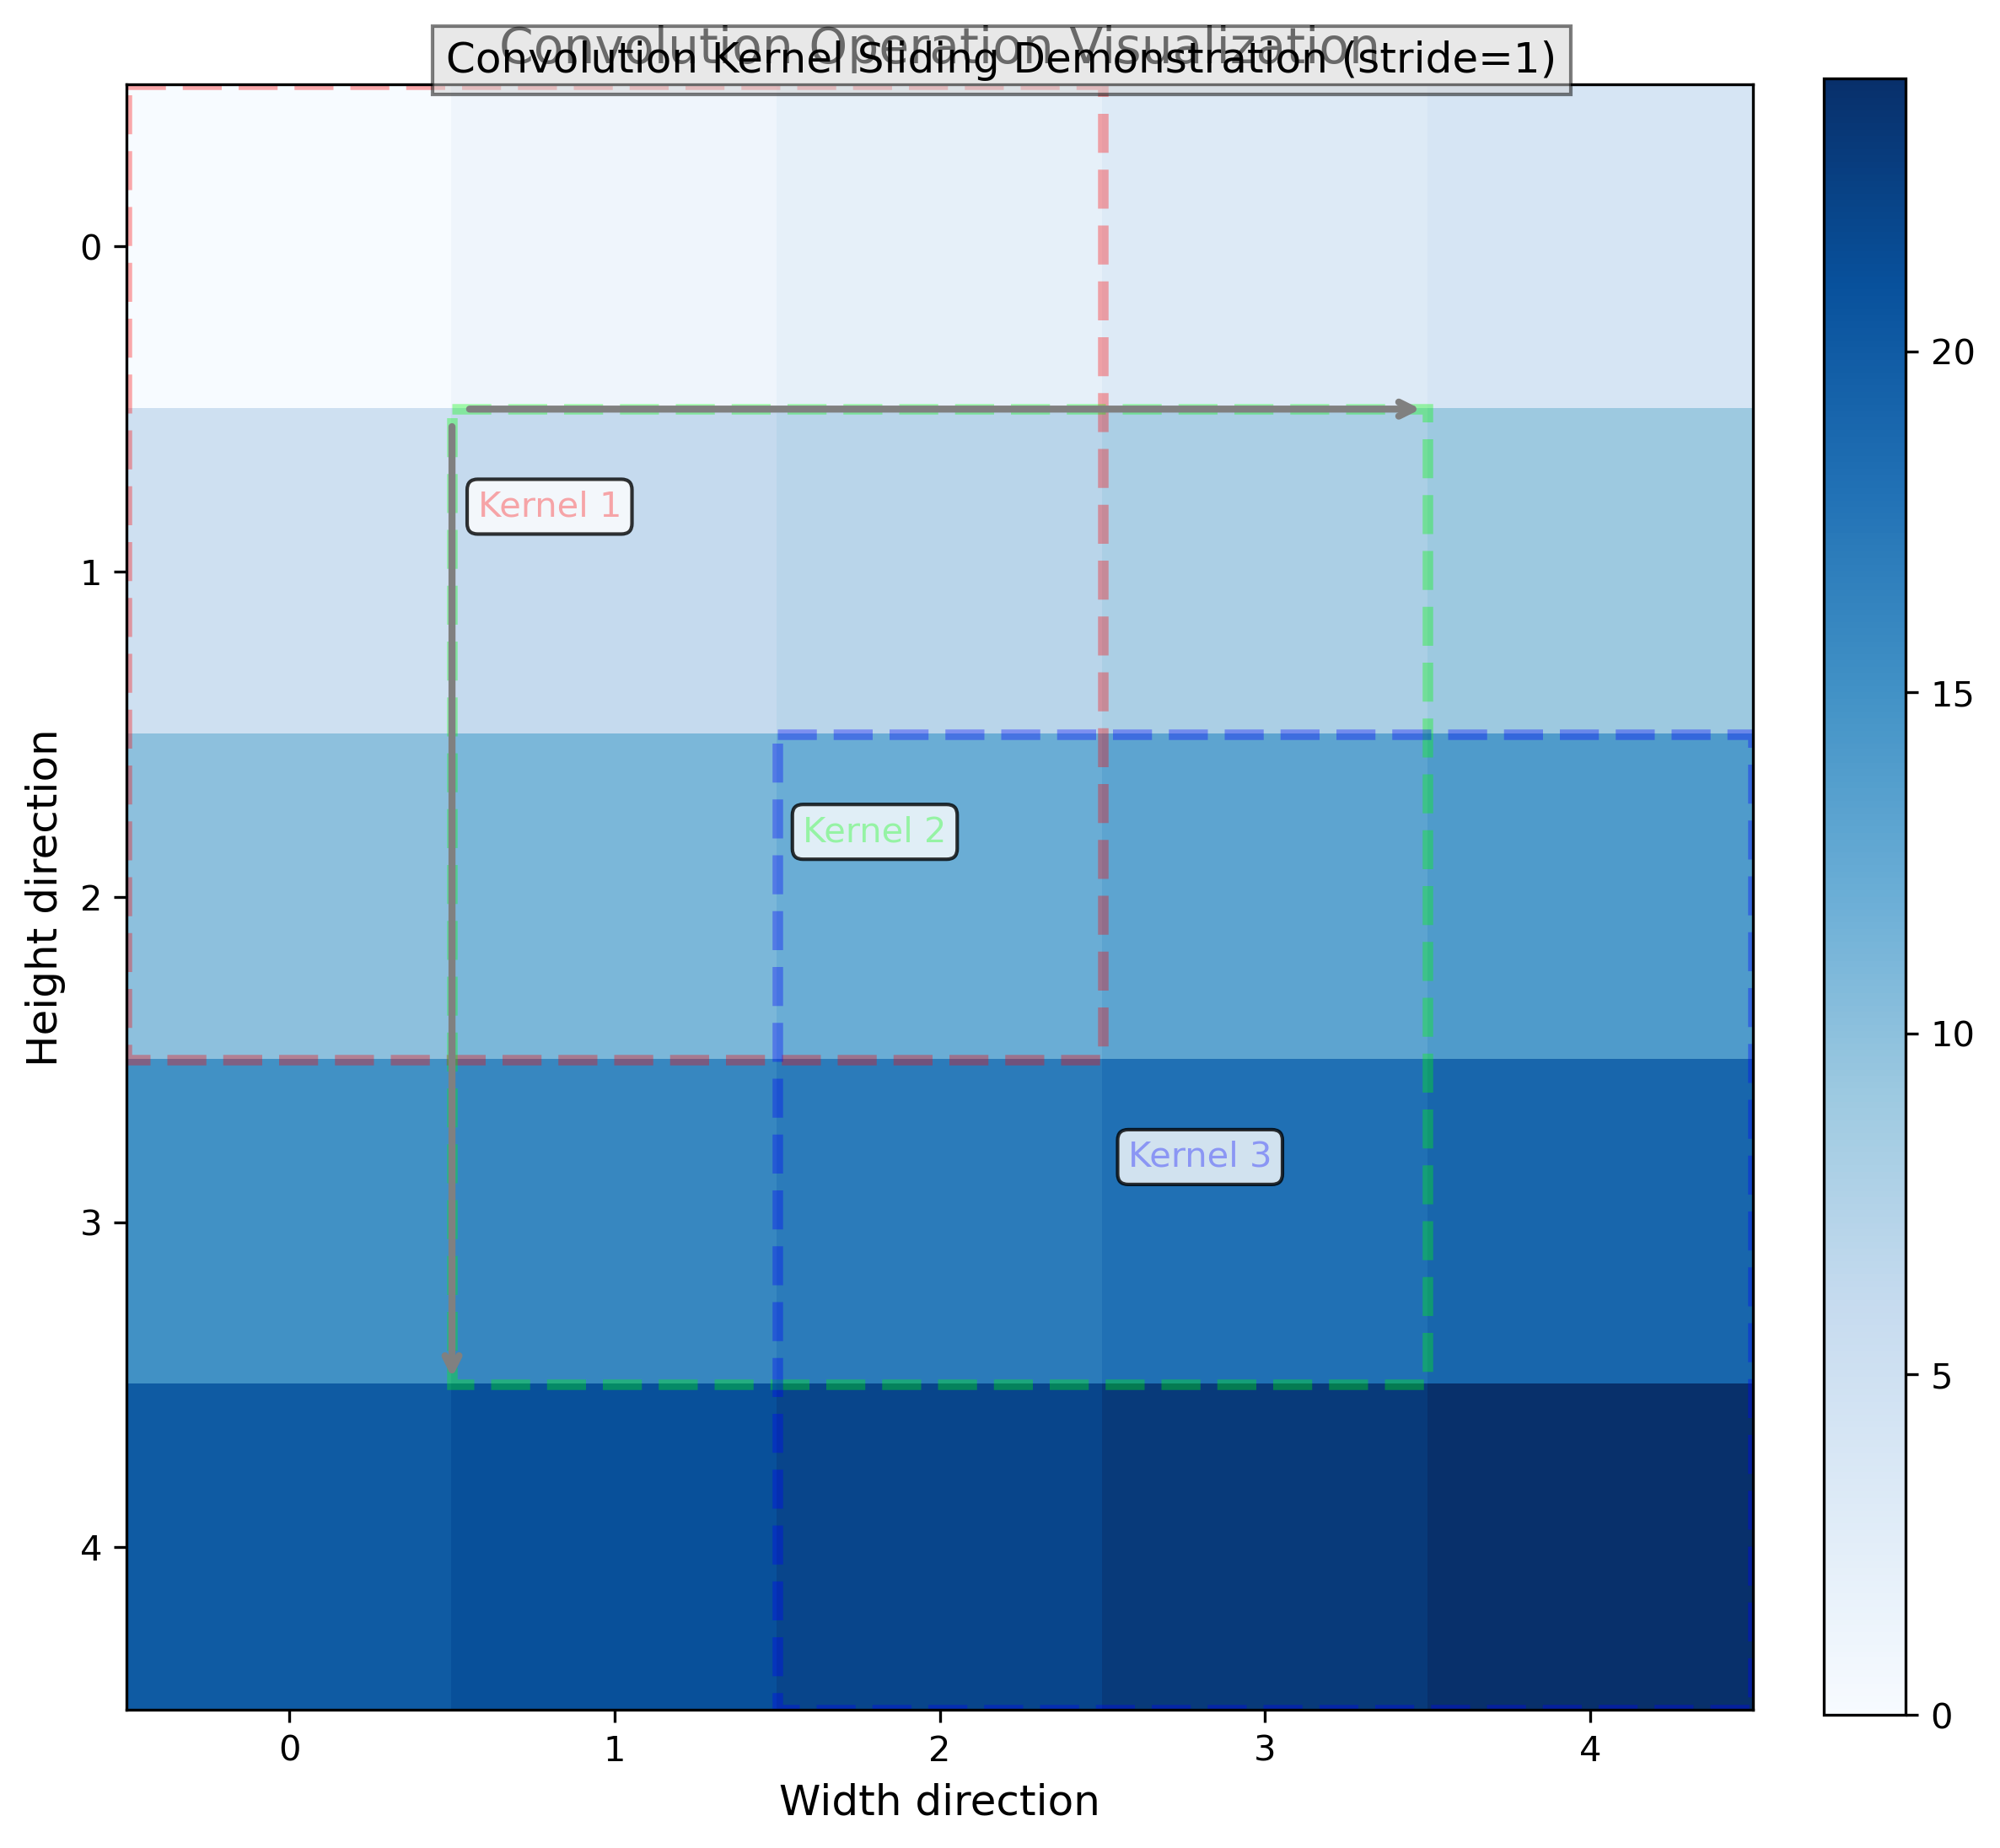 Convolution Operation Visualization
Convolution Kernel Sliding Demonstration (stride=1)
0
1
2
3
4
Height direction
Kernel 1
Kernel 2
Kernel 3
0
1
2
3
4
Width direction
20
15
10
5
0